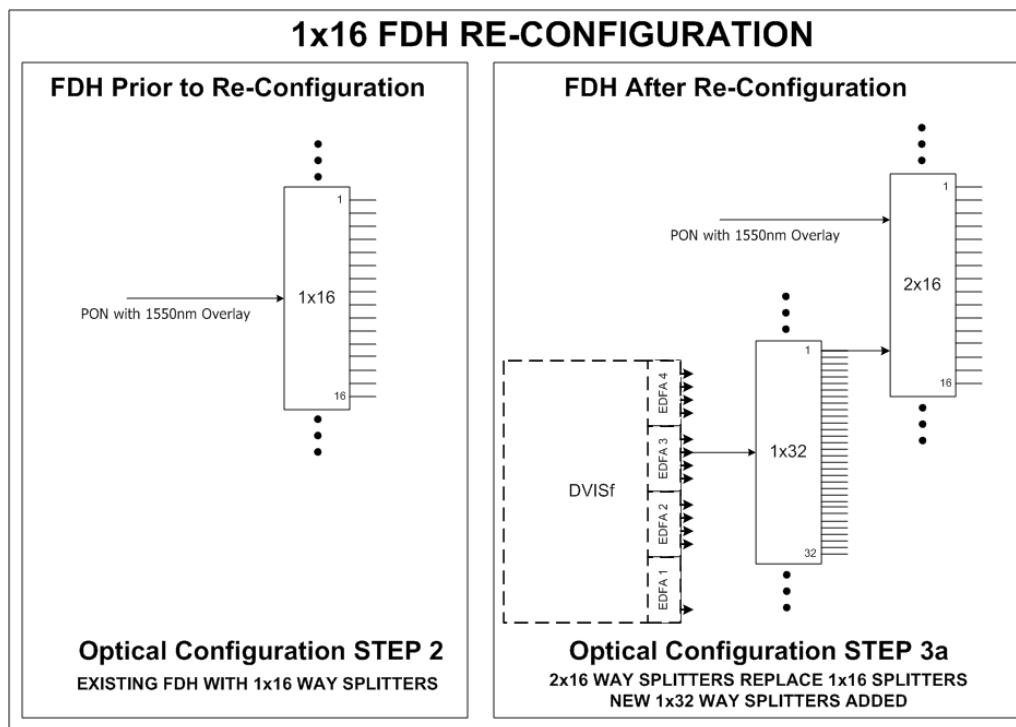 1x16 FDH RE-CONFIGURATION
FDH Prior to Re-Configuration
1
1x16
PON with 1550nm Overlay
16
Optical Configuration STEP 2
EXISTING FDH WITH 1x16 WAY SPLITTERS
FDH After Re-Configuration
1
PON with 1550nm Overlay
2x16
16
1
1x32
32
EDFA 4
EDFA 3
DVISf
EDFA 2
EDFA 1
Optical Configuration STEP 3a
2x16 WAY SPLITTERS REPLACE 1x16 SPLITTERS
NEW 1x32 WAY SPLITTERS ADDED